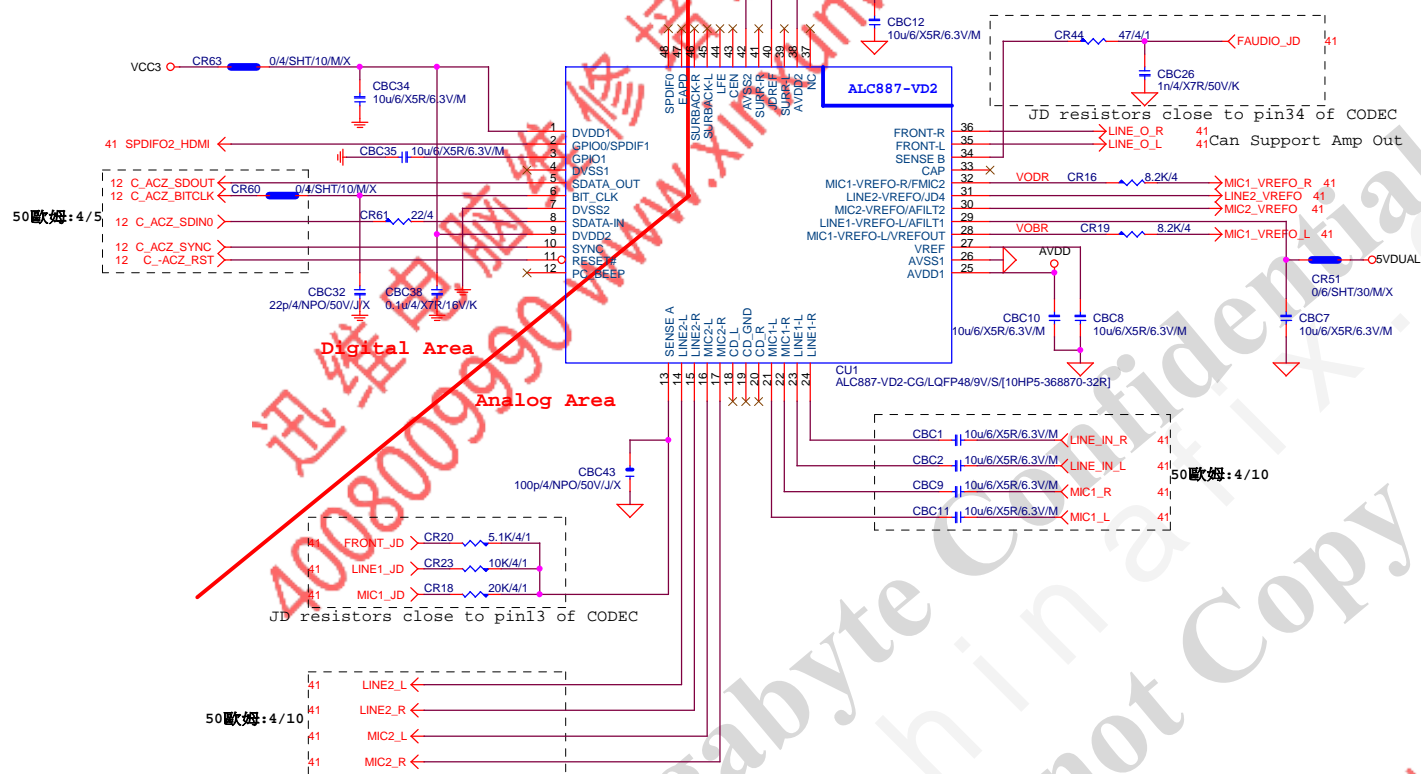 CBC12
10u/6/X5R/6.3V/M
CR44
47/4/1
FAUDIO_JD 41
CBC26
1n/4/X7R/50V/K
JD resistors close to pin34 of CODEC
Can Support Amp Out
VCC3
CR63
0/4/SHT/10/M/X
CBC34
10u/6/X5R/6.3V/M
48 47 46 45 44 43 42 41 40 39 38 37
SPDIF0
EAPD
SURBACK-R
SURBACK-L
LFE
CEN
AVSS2
SURR-R
JDREF
SURR-L
AVDD2
NC
ALC887-VD2
1 DVDD1
41 SPDIFO2_HDMI
2 GPIO0/SPDIF1
CBC35
10u/6/X5R/6.3V/M
3 GPIO1
4 DVSS1
12 C_ACZ_SDOUT
5 SDATA_OUT
12 C_ACZ_BITCLK
CR60
0/4/SHT/10/M/X
6 BIT_CLK
7 DVSS2
50歐姆:4/5
12 C_ACZ_SDIN0
CR61
22/4
8 SDATA-IN
9 DVDD2
12 C_ACZ_SYNC
10 SYNC
12 C_-ACZ_RST
11 RESET#
12 PC_BEEP
CBC32
22p/4/NPO/50V/J/X
CBC38
0.1u/4/X7R/16V/K
FRONT-R 36
LINE_O_R 41
FRONT-L 35
LINE_O_L 41
SENSE B 34
CAP 33
MIC1-VREFO-R/FMIC2 32
VODR
CR16
8.2K/4
MIC1_VREFO_R 41
LINE2-VREFO/JD4 31
LINE2_VREFO 41
MIC2-VREFO/AFILT2 30
MIC2_VREFO 41
LINE1-VREFO-L/AFILT1 29
MIC1-VREFO-L/VREFOUT 28
VOBR
CR19
8.2K/4
MIC1_VREFO_L 41
VREF 27
AVSS1 26
AVDD1 25
AVDD
5VDUAL
CR51
0/6/SHT/30/M/X
CBC10
10u/6/X5R/6.3V/M
CBC8
10u/6/X5R/6.3V/M
CBC7
10u/6/X5R/6.3V/M
SENSE A
LINE2-L
LINE2-R
MIC2-L
MIC2-R
CD_L
CD_GND
CD_R
MIC1-L
MIC1-R
LINE1-L
LINE1-R
13 14 15 16 17 18 19 20 21 22 23 24
CU1
ALC887-VD2-CG/LQFP48/9V/S/[10HP5-368870-32R]
Digital Area
Analog Area
CBC43
100p/4/NPO/50V/J/X
CBC1
10u/6/X5R/6.3V/M
LINE_IN_R 41
CBC2
10u/6/X5R/6.3V/M
LINE_IN_L 41
CBC9
10u/6/X5R/6.3V/M
MIC1_R 41
CBC11
10u/6/X5R/6.3V/M
MIC1_L 41
50歐姆:4/10
41 FRONT_JD
CR20
5.1K/4/1
41 LINE1_JD
CR23
10K/4/1
41 MIC1_JD
CR18
20K/4/1
JD resistors close to pin13 of CODEC
50歐姆:4/10
41 LINE2_L
41 LINE2_R
41 MIC2_L
41 MIC2_R
迅维电脑维修培
4008009990 www.xinxunw
abyte Confidential
not Copy
hinafix.